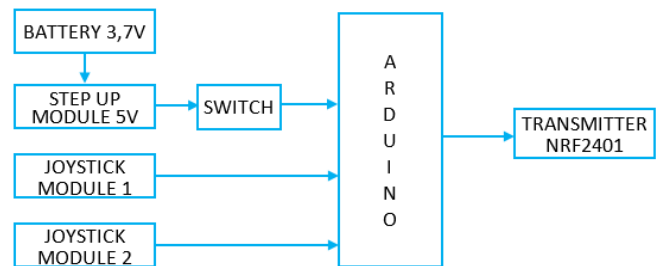 BATTERY 3,7V
STEP UP
MODULE 5V
SWITCH
JOYSTICK
MODULE 1
JOYSTICK
MODULE 2
A
R
D
U
I
N
O
TRANSMITTER
NRF2401